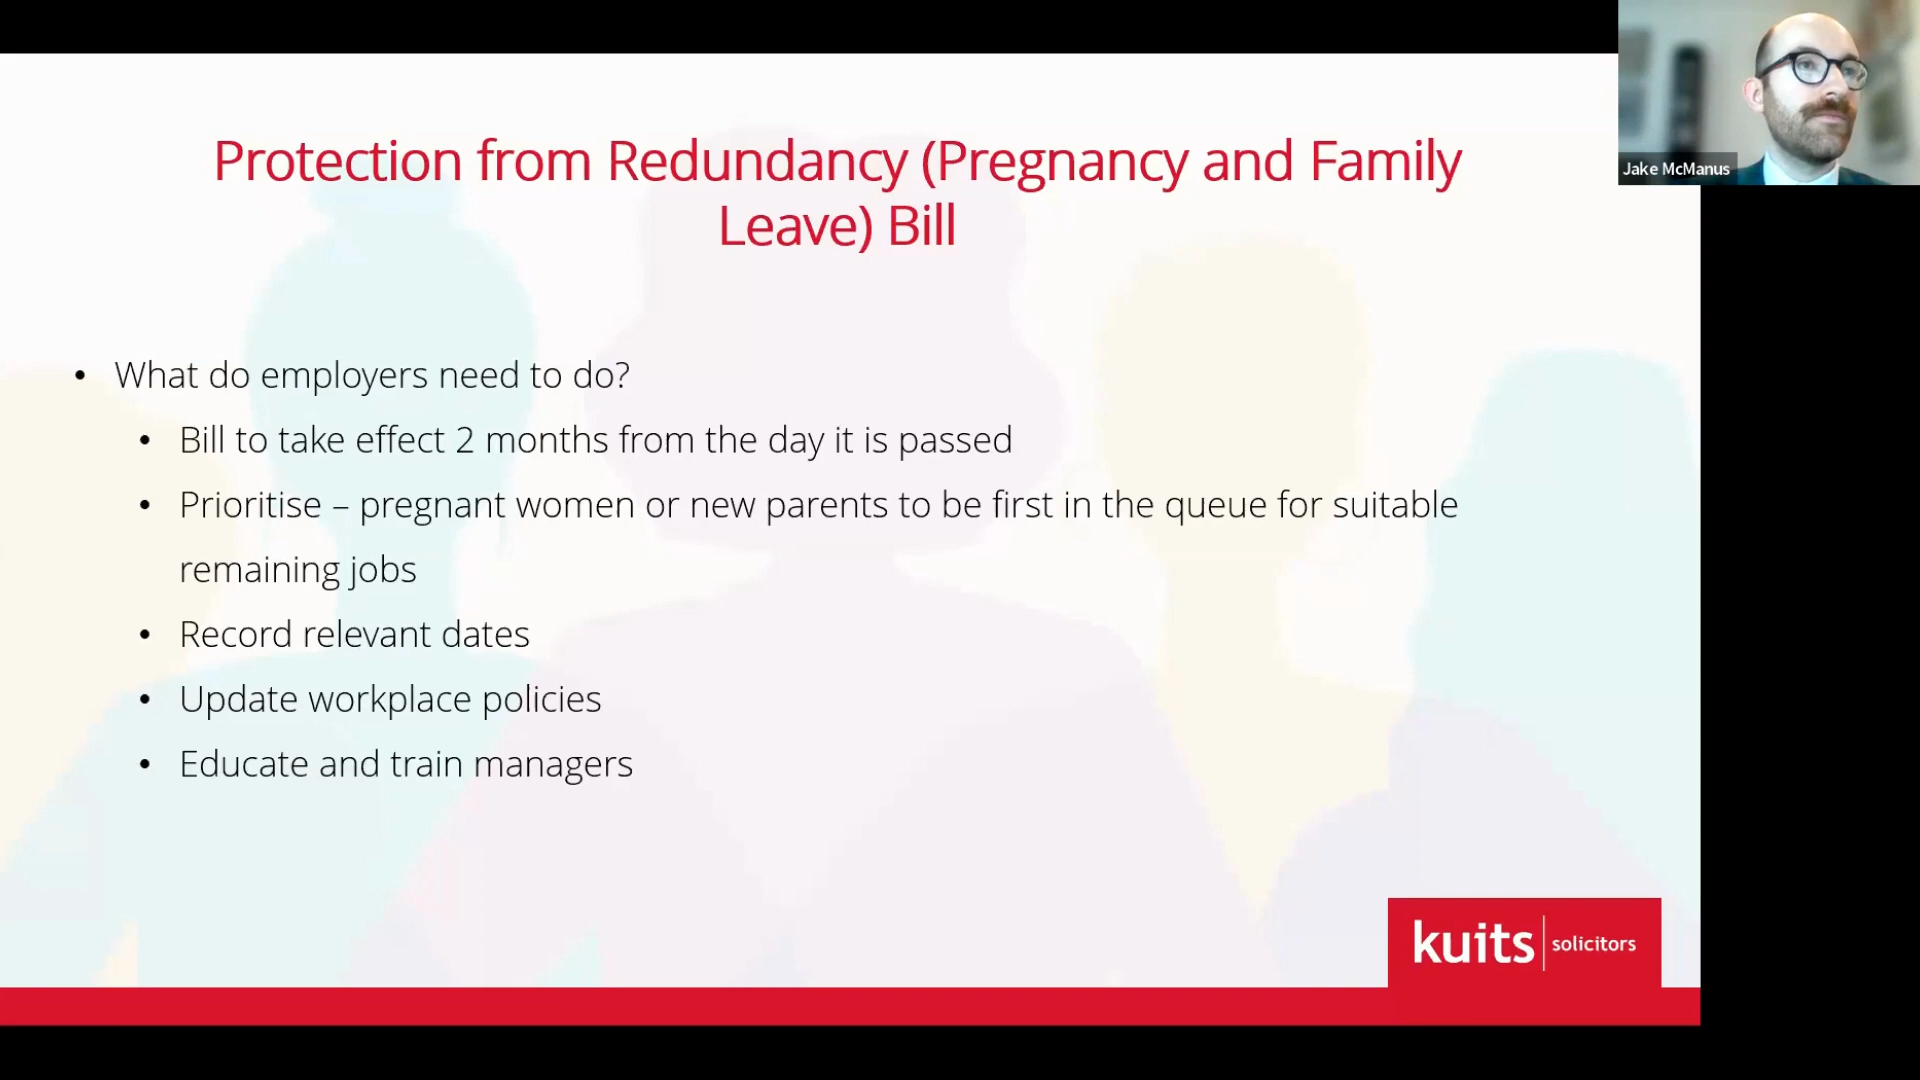 Protection from Redundancy (Pregnancy and Family
Leave) Bill
Jake McManus
• What do employers need to do?
• Bill to take effect 2 months from the day it is passed
• Prioritise – pregnant women or new parents to be first in the queue for suitable
remaining jobs
• Record relevant dates
• Update workplace policies
• Educate and train managers
kuits solicitors